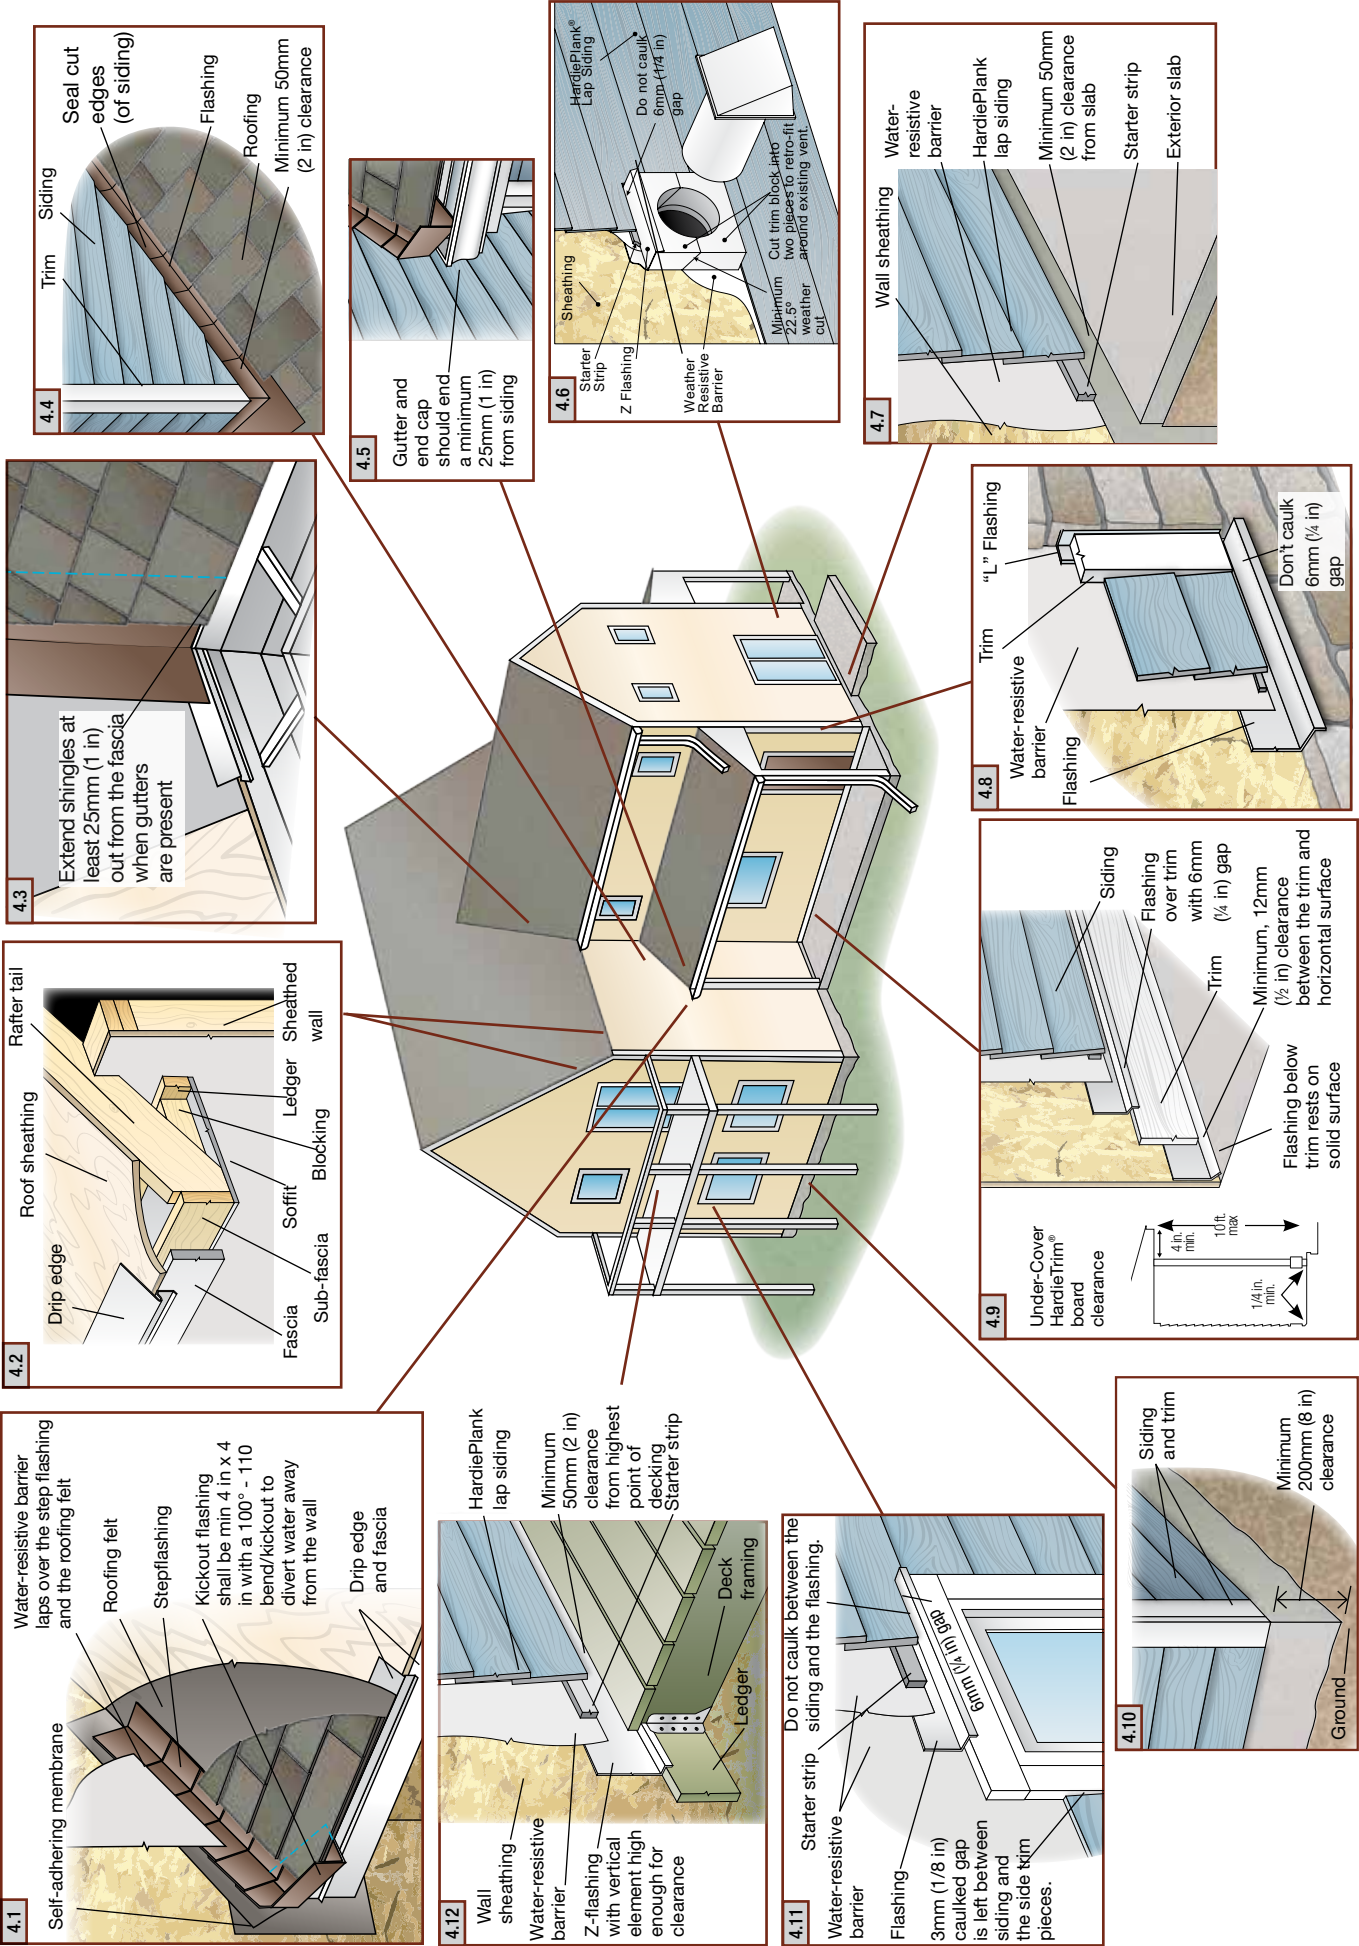 4.1
Self-adhering membrane
Water-resistive barrier
laps over the step flashing
and the roofing felt
Roofing felt
Stepflashing
Kickout flashing
shall be min 4 in x 4
in with a 100° - 110
bend/kickout to
divert water away
from the wall
Drip edge
and fascia
4.2
Drip edge
Roof sheathing
Rafter tail
Fascia
Sub-fascia
Soffit
Blocking
Ledger
Sheathed
wall
4.3
Extend shingles at
least 25mm (1 in)
out from the fascia
when gutters
are present
4.4
Trim
Siding
Seal cut
edges
(of siding)
Flashing
Roofing
Minimum 50mm
(2 in) clearance
4.5
Gutter and
end cap
should end
a minimum
25mm (1 in)
from siding
4.6
Starter
Strip
Z Flashing
Weather
Resistive
Barrier
Sheathing
HardiePlank®
Lap Siding
Do not caulk
6mm (1/4 in)
gap
Minimum
22.5°
weather
cut
Cut trim block into
two pieces to retro-fit
around existing vent.
4.7
Wall sheathing
Water-
resistive
barrier
HardiePlank
lap siding
Minimum 50mm
(2 in) clearance
from slab
Starter strip
Exterior slab
4.8
Flashing
Water-resistive
barrier
Trim
“L” Flashing
Don't caulk
6mm (¼ in)
gap
4.9
Under-Cover
HardieTrim®
board
clearance
1/4 in.
min.
4 in.
min.
10 ft.
max
Siding
Flashing
over trim
with 6mm
(¼ in) gap
Trim
Minimum, 12mm
(½ in) clearance
between the trim and
horizontal surface
Flashing below
trim rests on
solid surface
4.10
Siding
and trim
Minimum
200mm (8 in)
clearance
Ground
4.11
Do not caulk between the
siding and the flashing.
Starter strip
Water-resistive
barrier
Flashing
6mm (¼ in) gap
3mm (1/8 in)
caulked gap
is left between
siding and
the side trim
pieces.
4.12
Wall
sheathing
Water-resistive
barrier
Z-flashing
with vertical
element high
enough for
clearance
HardiePlank
lap siding
Minimum
50mm (2 in)
clearance
from highest
point of
decking
Starter strip
Deck
framing
Ledger